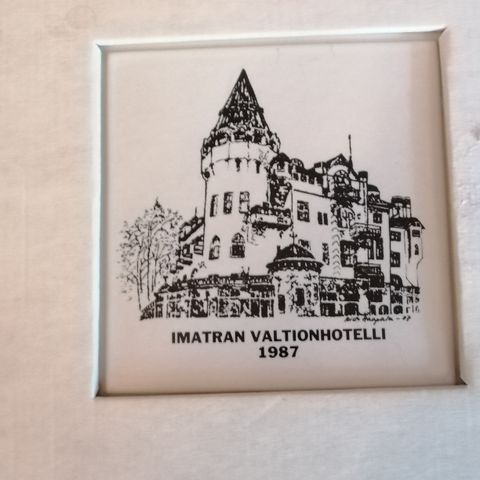 IMATRAN VALTIONHOTELLI
1987